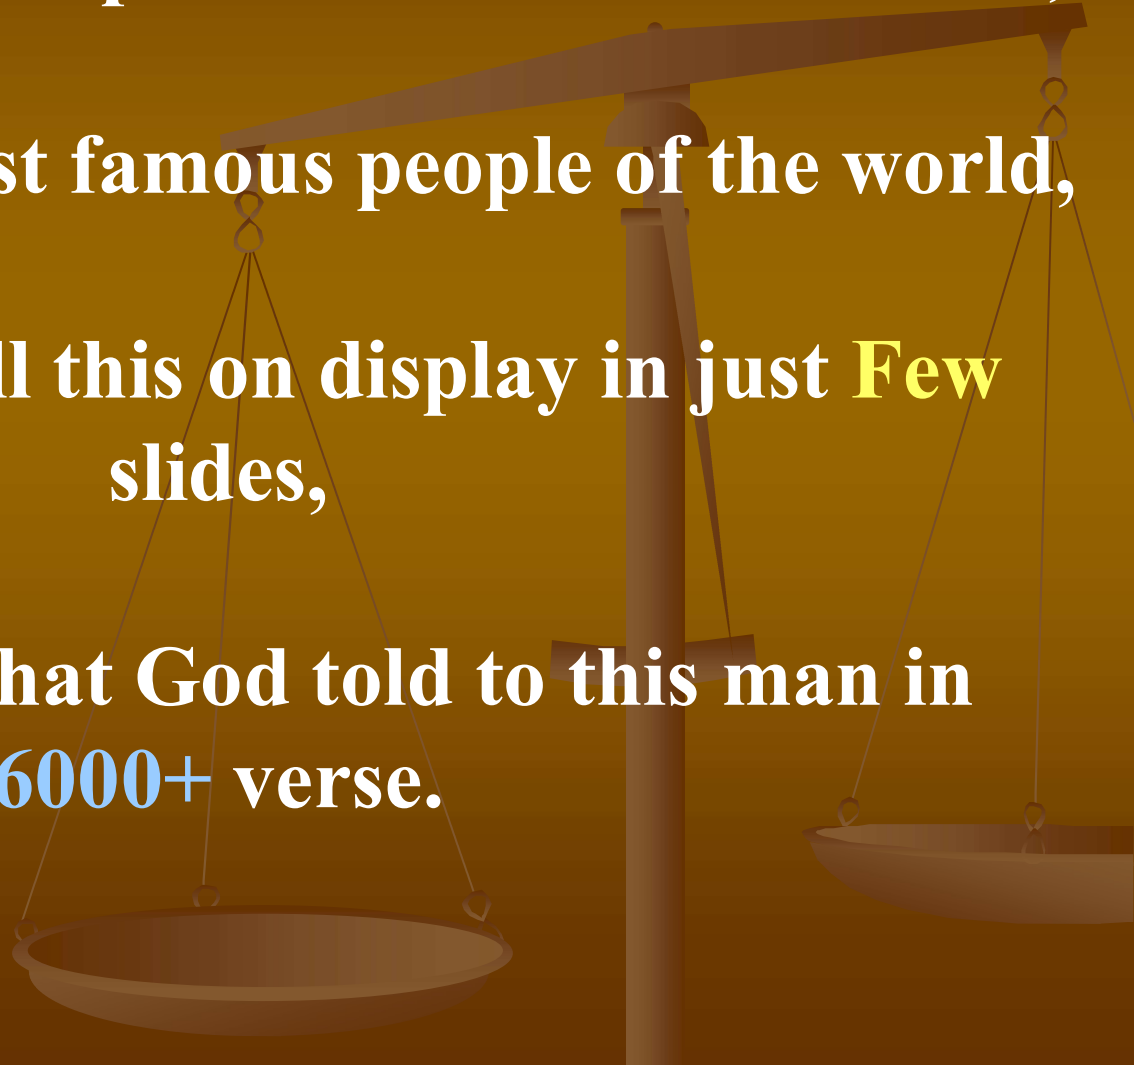 st famous people of the world,
ll this on display in just Few
slides,
hat God told to this man in
6000+ verse.